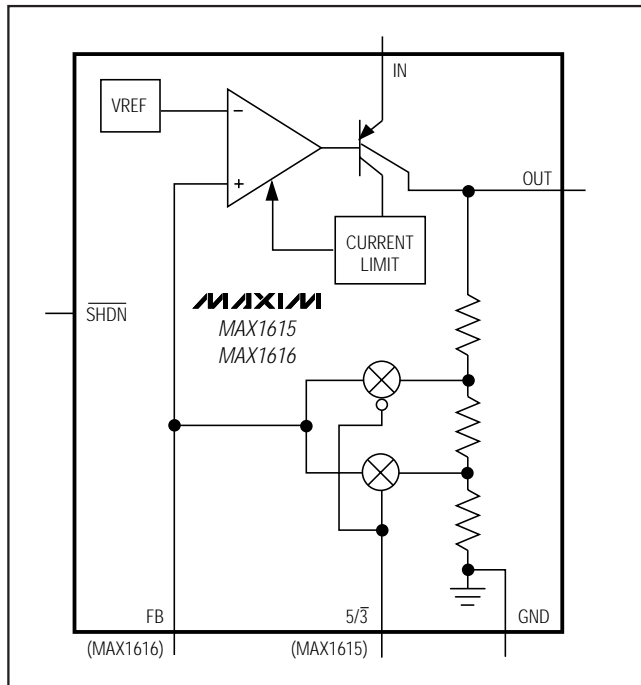 IN
VREF
−
+
OUT
CURRENT
LIMIT
MAXIM
SHDN
MAX1615
MAX1616
FB
5/3
GND
(MAX1616)
(MAX1615)